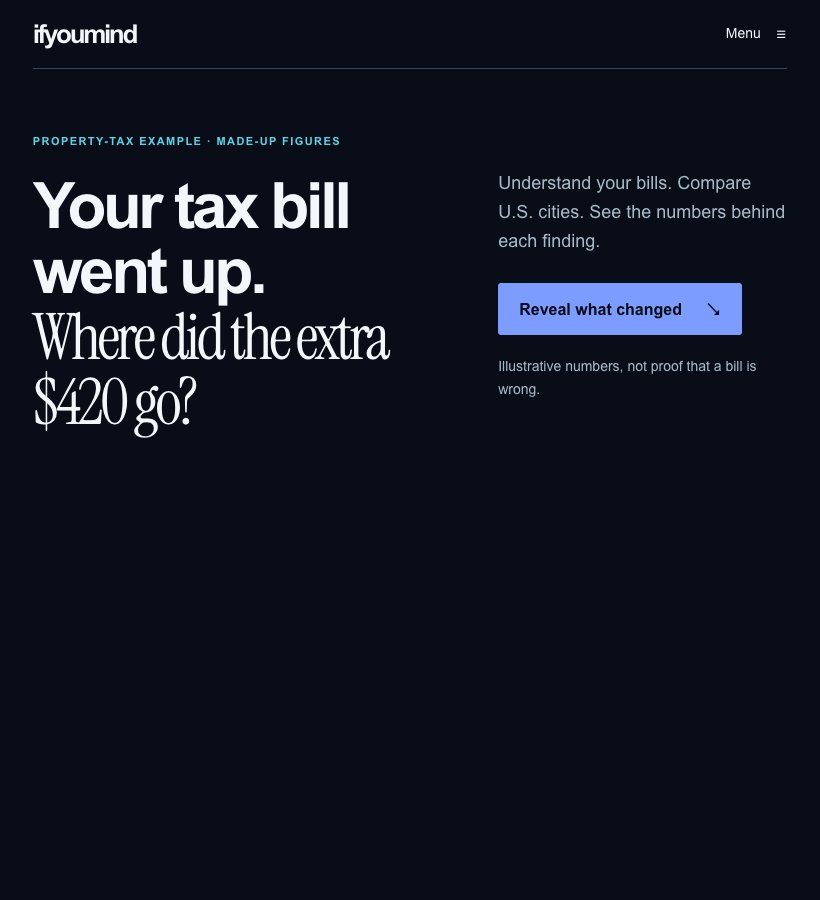 ifyoumind
Menu ≡
PROPERTY-TAX EXAMPLE · MADE-UP FIGURES
Your tax bill
went up.
Where did the extra
$420 go?
Understand your bills. Compare
U.S. cities. See the numbers behind
each finding.
Reveal what changed ↘
Illustrative numbers, not proof that a bill is
wrong.